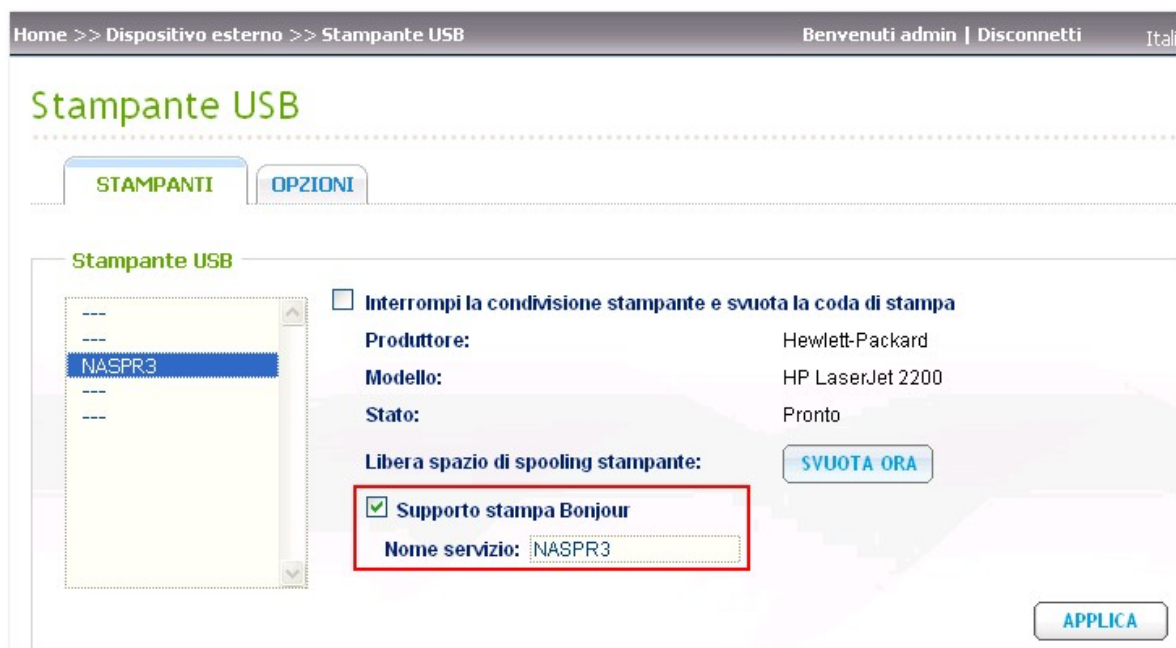 Home >> Dispositivo esterno >> Stampante USB Benvenuti admin | Disconnetti Itali
Stampante USB
STAMPANTI OPZIONI
Stampante USB
---
---
NASPR3
---
---
Interrompi la condivisione stampante e svuota la coda di stampa
Produttore: Hewlett-Packard
Modello: HP LaserJet 2200
Stato: Pronto
Libera spazio di spooling stampante: SVUOTA ORA
Supporto stampa Bonjour
Nome servizio: NASPR3
APPLICA